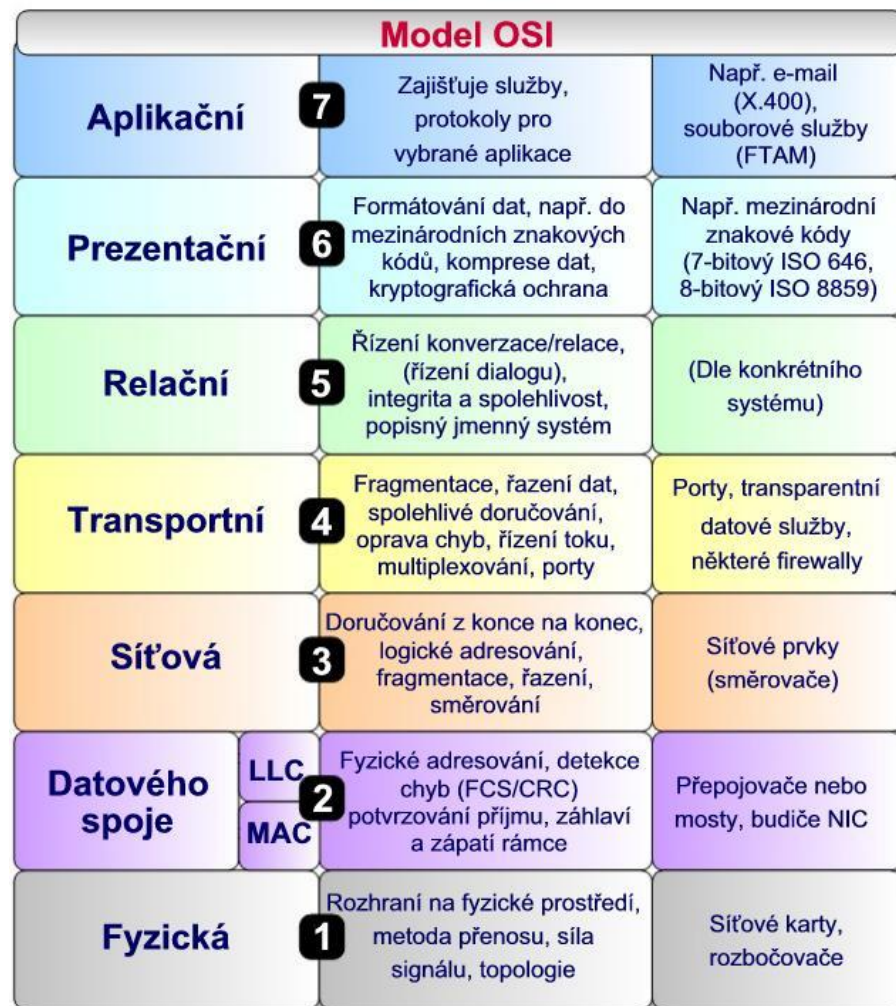 Model OSI
Aplikační
7
Zajišťuje služby,
protokoly pro
vybrané aplikace
Např. e-mail
(X.400),
souborové služby
(FTAM)
Prezentační
6
Formátování dat, např. do
mezinárodních znakových
kódů, komprese dat,
kryptografická ochrana
Např. mezinárodní
znakové kódy
(7-bitový ISO 646,
8-bitový ISO 8859)
Relační
5
Řízení konverzace/relace,
(řízení dialogu),
integrita a spolehlivost,
popisný jmenný systém
(Dle konkrétního
systému)
Transportní
4
Fragmentace, řazení dat,
spolehlivé doručování,
oprava chyb, řízení toku,
multiplexování, porty
Porty, transparentní
datové služby,
některé firewally
Síťová
3
Doručování z konce na konec,
logické adresování,
fragmentace, řazení,
směrování
Síťové prvky
(směrovače)
Datového
spoje
LLC
MAC
2
Fyzické adresování, detekce
chyb (FCS/CRC)
potvrzování příjmu, záhlaví
a zápatí rámce
Přepojovače nebo
mosty, budiče NIC
Fyzická
1
Rozhraní na fyzické prostředí,
metoda přenosu, síla
signálu, topologie
Síťové karty,
rozbočovače